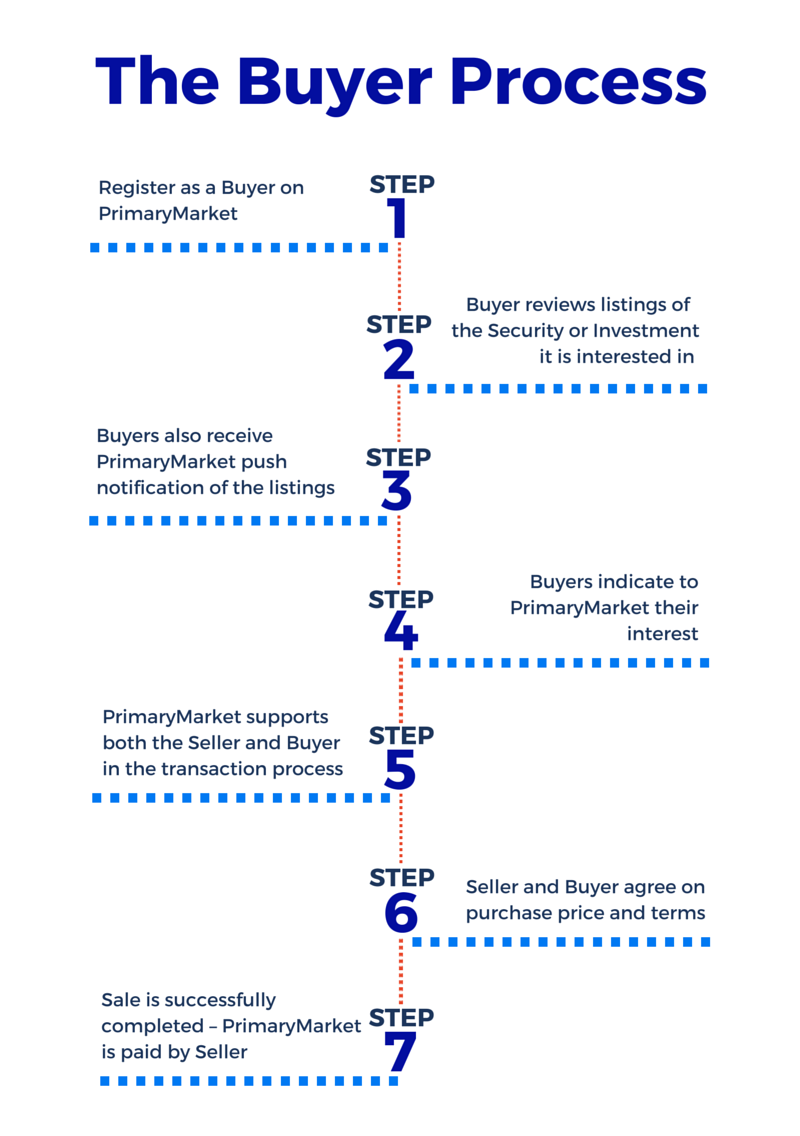 The Buyer Process
Register as a Buyer on
PrimaryMarket
STEP
1
Buyer reviews listings of
the Security or Investment
it is interested in
STEP
2
Buyers also receive
PrimaryMarket push
notification of the listings
STEP
3
Buyers indicate to
PrimaryMarket their
interest
STEP
4
PrimaryMarket supports
both the Seller and Buyer
in the transaction process
STEP
5
Seller and Buyer agree on
purchase price and terms
STEP
6
Sale is successfully
completed – PrimaryMarket
is paid by Seller
STEP
7